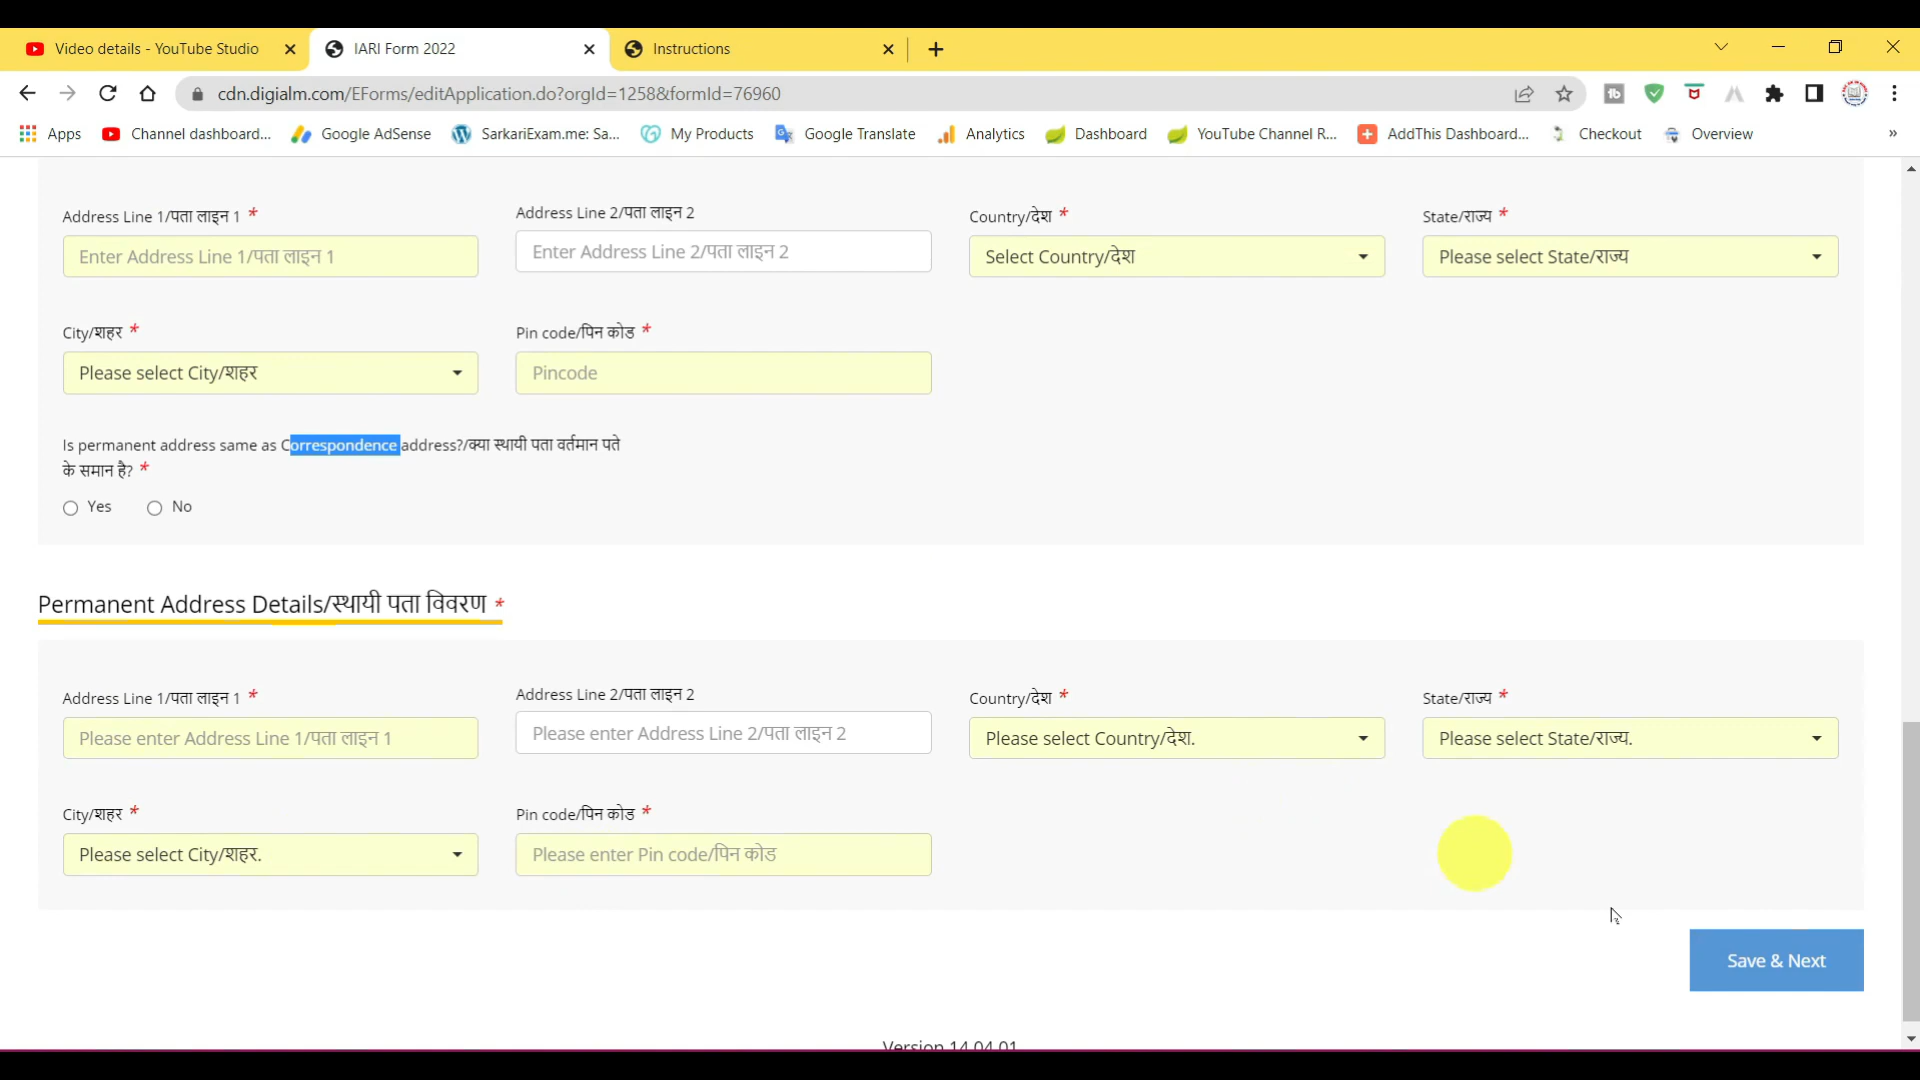 Video details - YouTube Studio
IARI Form 2022
Instructions
cdn.digialm.com/EForms/editApplication.do?orgId=1258&formId=76960
Apps
Channel dashboard...
Google AdSense
SarkariExam.me: Sa...
My Products
Google Translate
Analytics
Dashboard
YouTube Channel R...
AddThis Dashboard...
Checkout
Overview
»
Address Line 1/पता लाइन 1 *
Address Line 2/पता लाइन 2
Country/देश *
State/राज्य *
Enter Address Line 1/पता लाइन 1
Enter Address Line 2/पता लाइन 2
Select Country/देश
Please select State/राज्य
City/शहर *
Pin code/पिन कोड *
Please select City/शहर
Pincode
Is permanent address same as Correspondence address?/क्या स्थायी पता वर्तमान पते
के समान है? *
Yes
No
Permanent Address Details/स्थायी पता विवरण *
Address Line 1/पता लाइन 1 *
Address Line 2/पता लाइन 2
Country/देश *
State/राज्य *
Please enter Address Line 1/पता लाइन 1
Please enter Address Line 2/पता लाइन 2
Please select Country/देश.
Please select State/राज्य.
City/शहर *
Pin code/पिन कोड *
Please select City/शहर.
Please enter Pin code/पिन कोड
Save & Next
Version 14.04.01